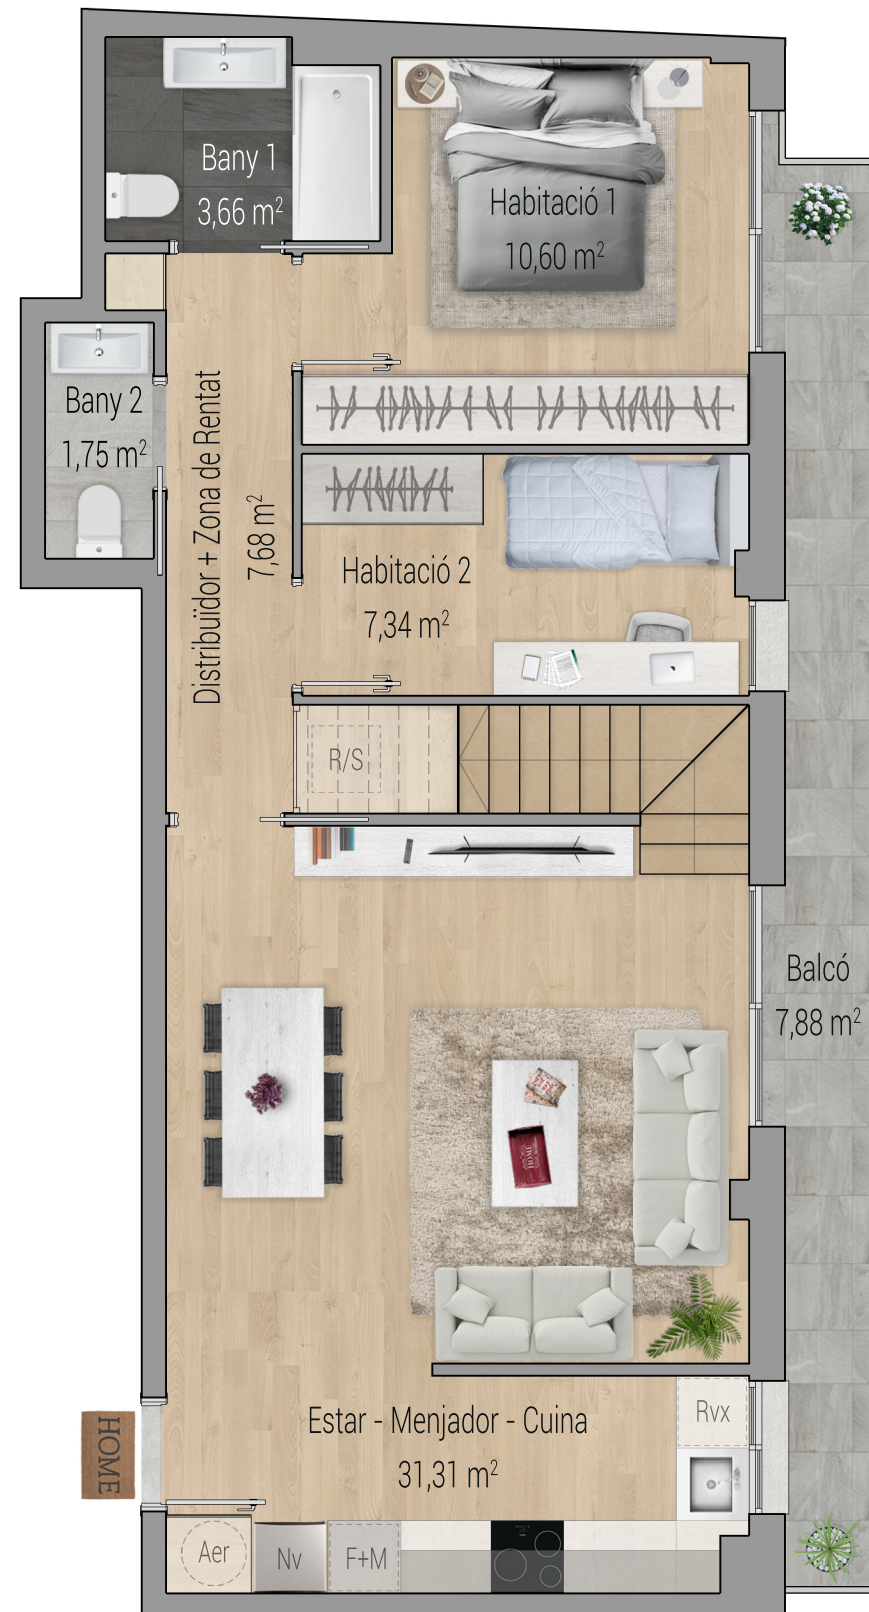 Bany 1
3,66 m²
Habitació 1
10,60 m²
Bany 2
1,75 m²
Distribuïdor + Zona de Rentat
7,68 m²
Habitació 2
7,34 m²
R/S
Balcó
7,88 m²
HOME
Estar - Menjador - Cuina
31,31 m²
Rvx
HOME
Aer
Nv
F+M